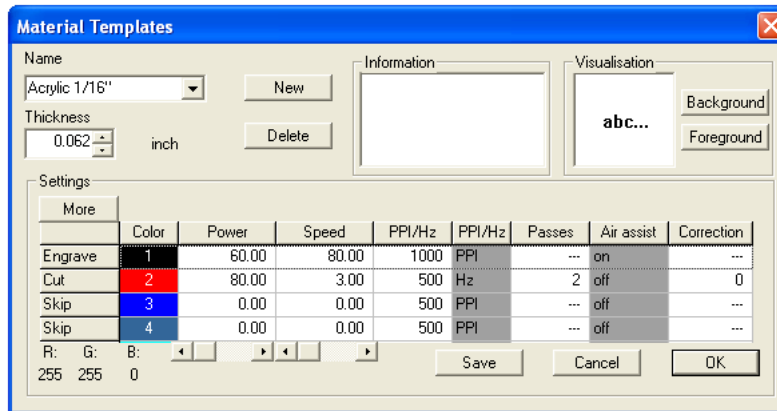 Material Templates
Name
Acrylic 1/16"
New
Thickness
0.062
inch
Delete
Information
Visualisation
abc...
Background
Foreground
Settings
More
Color Power Speed PPI/Hz PPI/Hz Passes Air assist Correction
Engrave 1 60.00 80.00 1000 PPI --- on ---
Cut 2 80.00 3.00 500 Hz 2 off 0
Skip 3 0.00 0.00 500 PPI --- off ---
Skip 4 0.00 0.00 500 PPI --- off ---
R: G: B:
255 255 0
Save Cancel OK